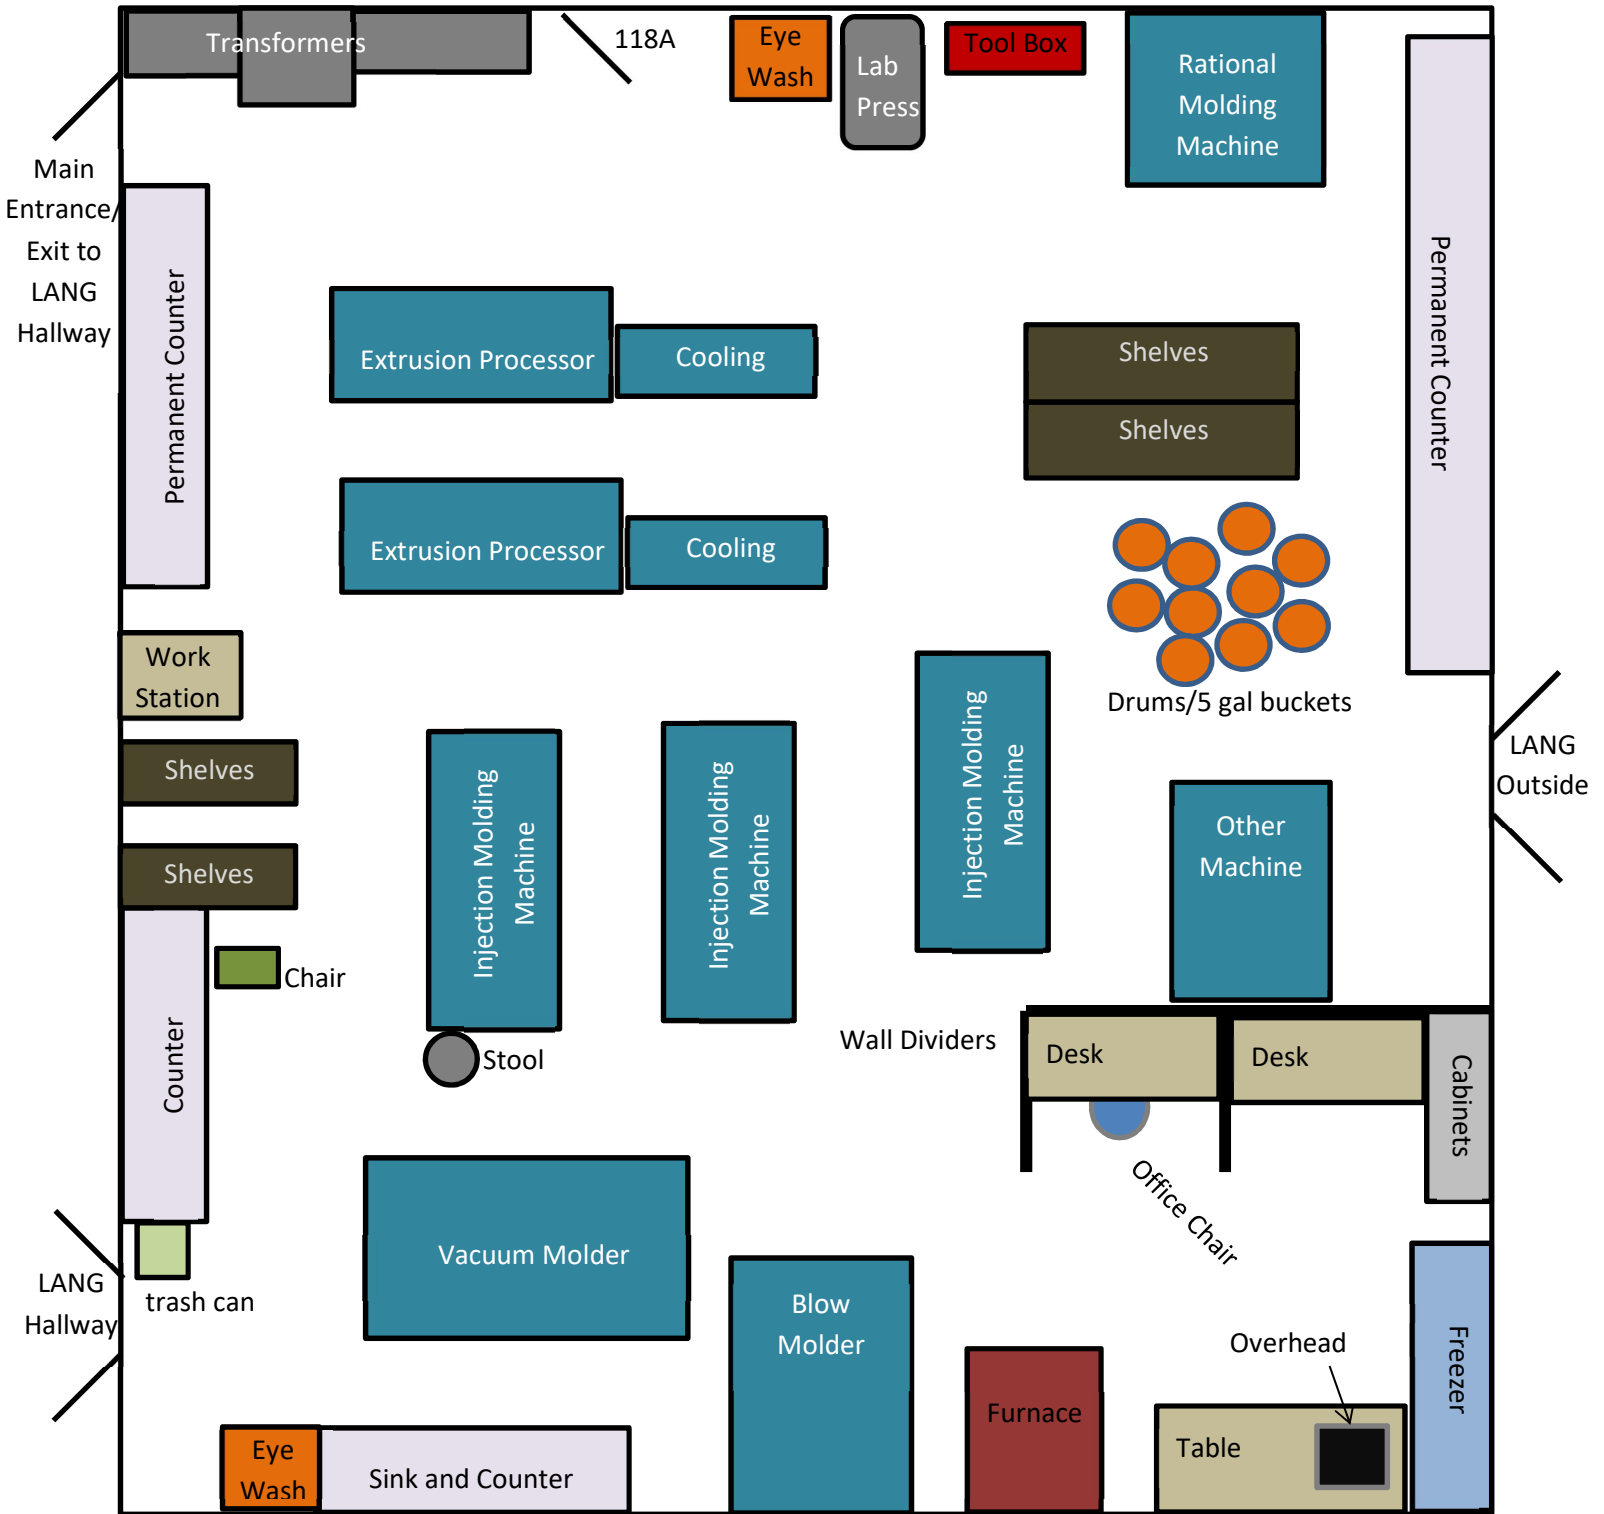 Transformers
118A
Eye
Wash
Lab
Press
Tool Box
Rational
Molding
Machine
Main
Entrance/
Exit to
LANG
Hallway
Permanent Counter
Permanent Counter
Extrusion Processor
Cooling
Shelves
Shelves
Extrusion Processor
Cooling
Work
Station
Drums/5 gal buckets
Shelves
Shelves
Injection Molding
Machine
Injection Molding
Machine
Injection Molding
Machine
LANG
Outside
Other
Machine
Chair
Counter
Stool
Wall Dividers
Desk
Desk
Cabinets
Office Chair
LANG
Hallway
trash can
Vacuum Molder
Blow
Molder
Overhead
Freezer
Furnace
Table
Eye
Wash
Sink and Counter